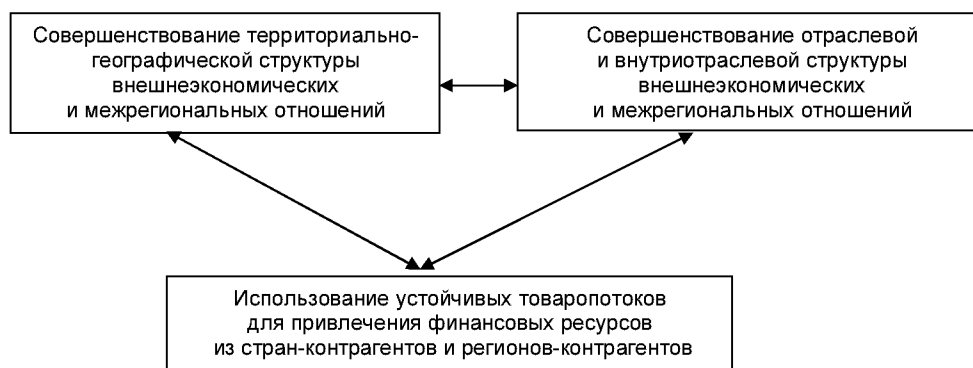 Совершенствование территориально-
географической структуры
внешнеэкономических
и межрегиональных отношений
Совершенствование отраслевой
и внутриотраслевой структуры
внешнеэкономических
и межрегиональных отношений
Использование устойчивых товаропотоков
для привлечения финансовых ресурсов
из стран-контрагентов и регионов-контрагентов